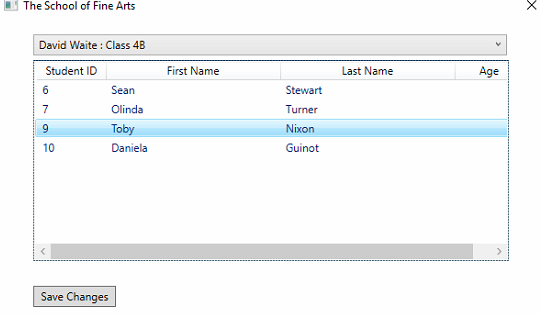 The School of Fine Arts
David Waite : Class 4B
Student ID First Name Last Name Age
6 Sean Stewart
7 Olinda Turner
9 Toby Nixon
10 Daniela Guinot
Save Changes